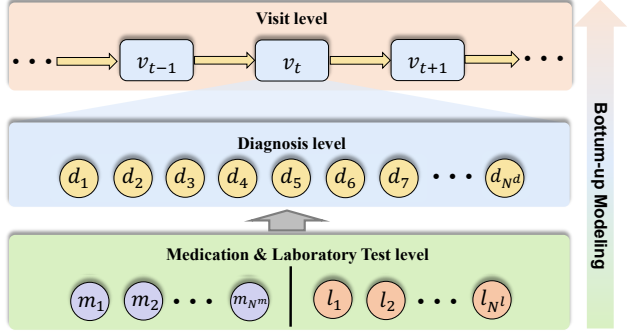 Visit level
• • • v_{t−1} v_t v_{t+1} • • •
Diagnosis level
d_1 d_2 d_3 d_4 d_5 d_6 d_7 • • • d_{N^d}
Medication & Laboratory Test level
m_1 m_2 • • • m_{N^m} l_1 l_2 • • • l_{N^l}
Bottum-up Modeling